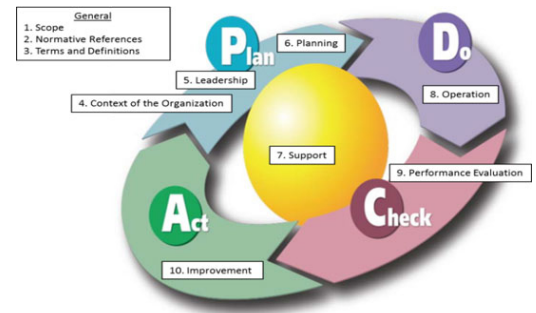 General
1. Scope
2. Normative References
3. Terms and Definitions
Plan
6. Planning
5. Leadership
4. Context of the Organization
Do
8. Operation
7. Support
9. Performance Evaluation
Check
Act
10. Improvement